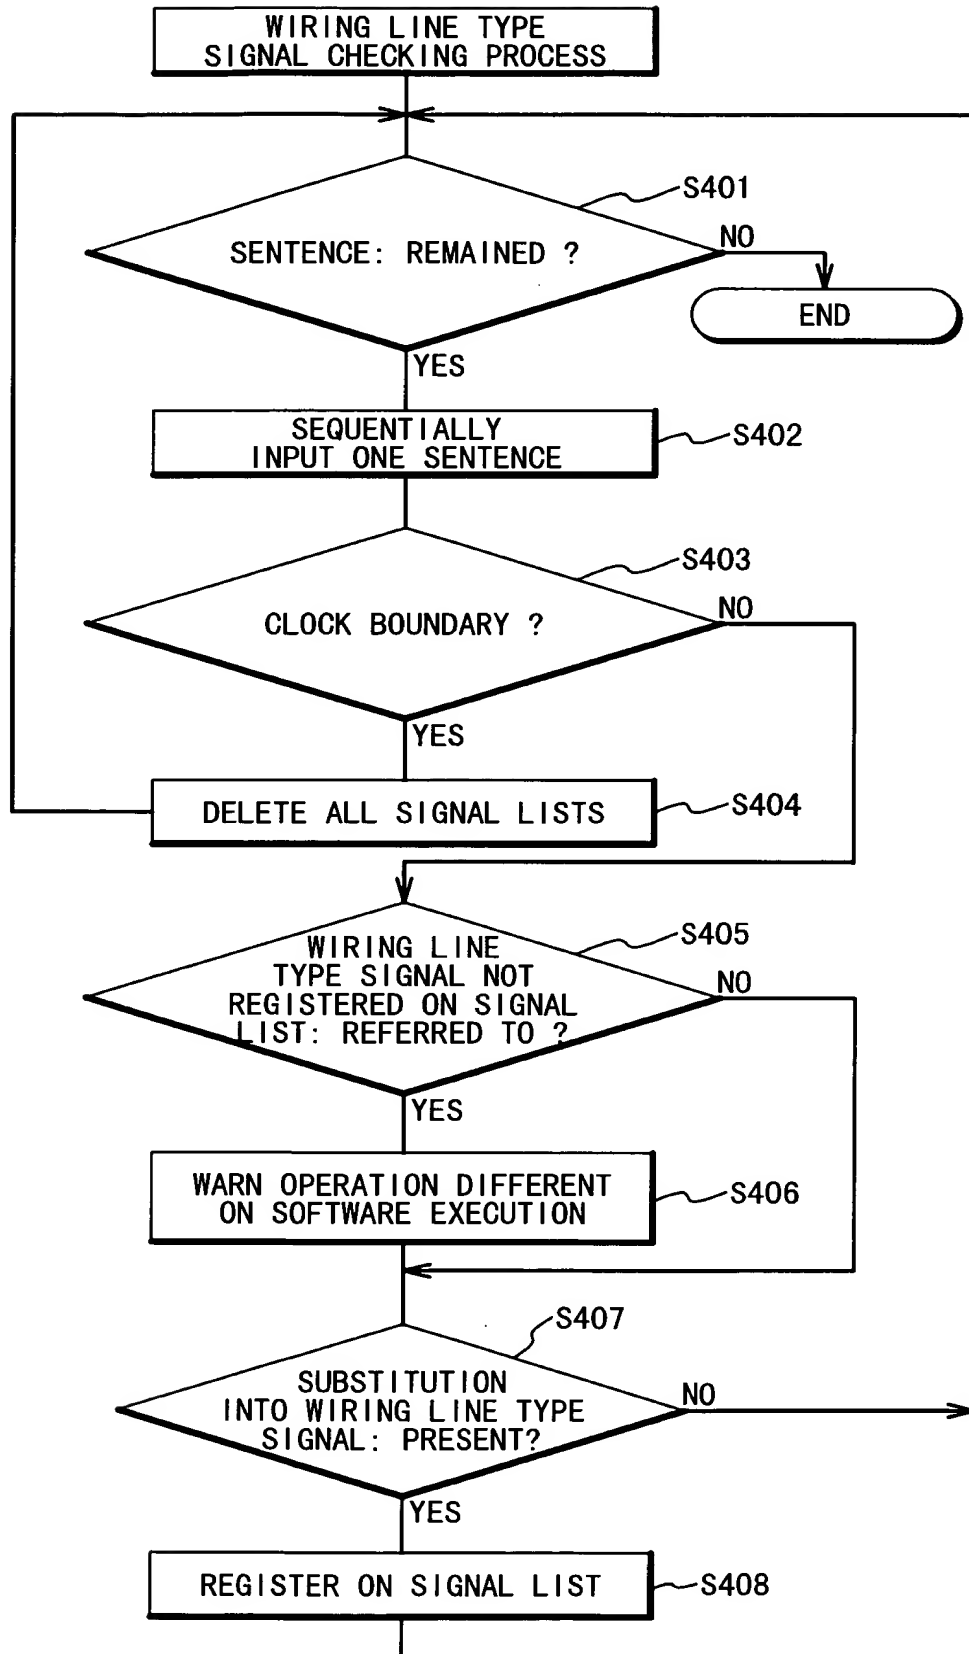 WIRING LINE TYPE
SIGNAL CHECKING PROCESS
S401
SENTENCE: REMAINED ?
NO
END
YES
SEQUENTIALLY
INPUT ONE SENTENCE
S402
S403
CLOCK BOUNDARY ?
NO
YES
DELETE ALL SIGNAL LISTS
S404
S405
WIRING LINE
TYPE SIGNAL NOT
REGISTERED ON SIGNAL
LIST: REFERRED TO ?
NO
YES
WARN OPERATION DIFFERENT
ON SOFTWARE EXECUTION
S406
S407
SUBSTITUTION
INTO WIRING LINE TYPE
SIGNAL: PRESENT?
NO
YES
REGISTER ON SIGNAL LIST
S408